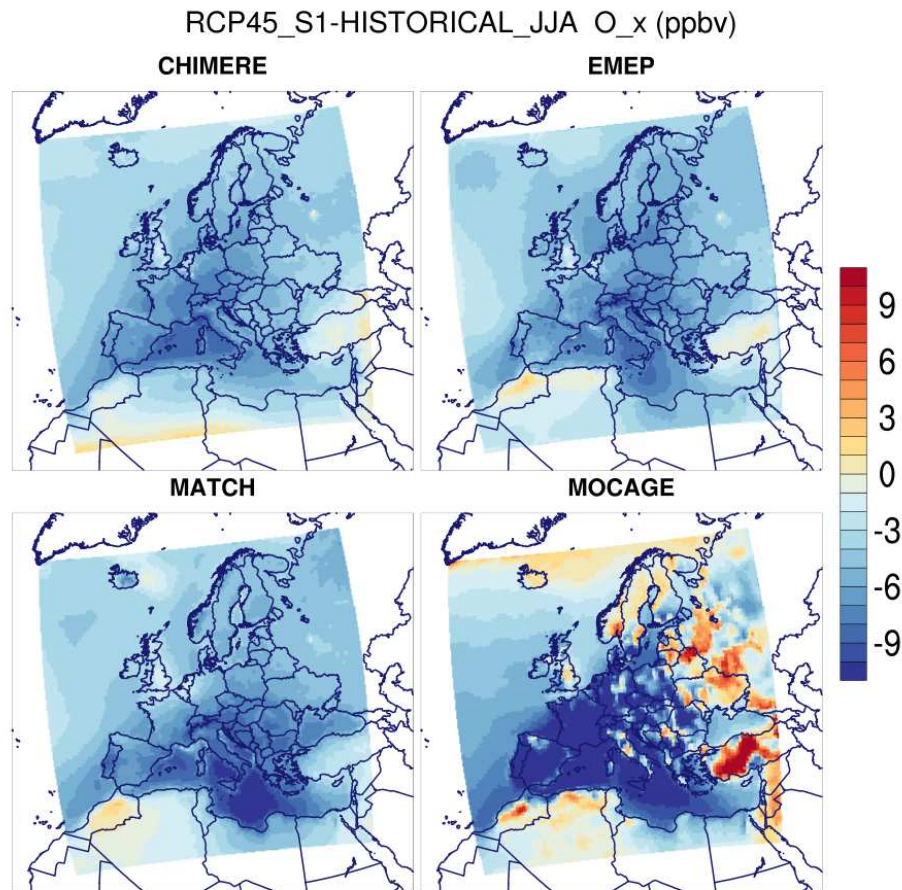 RCP45_S1-HISTORICAL_JJA O_x (ppbv)
CHIMERE
EMEP
MATCH
MOCAGE
9
6
3
0
-3
-6
-9